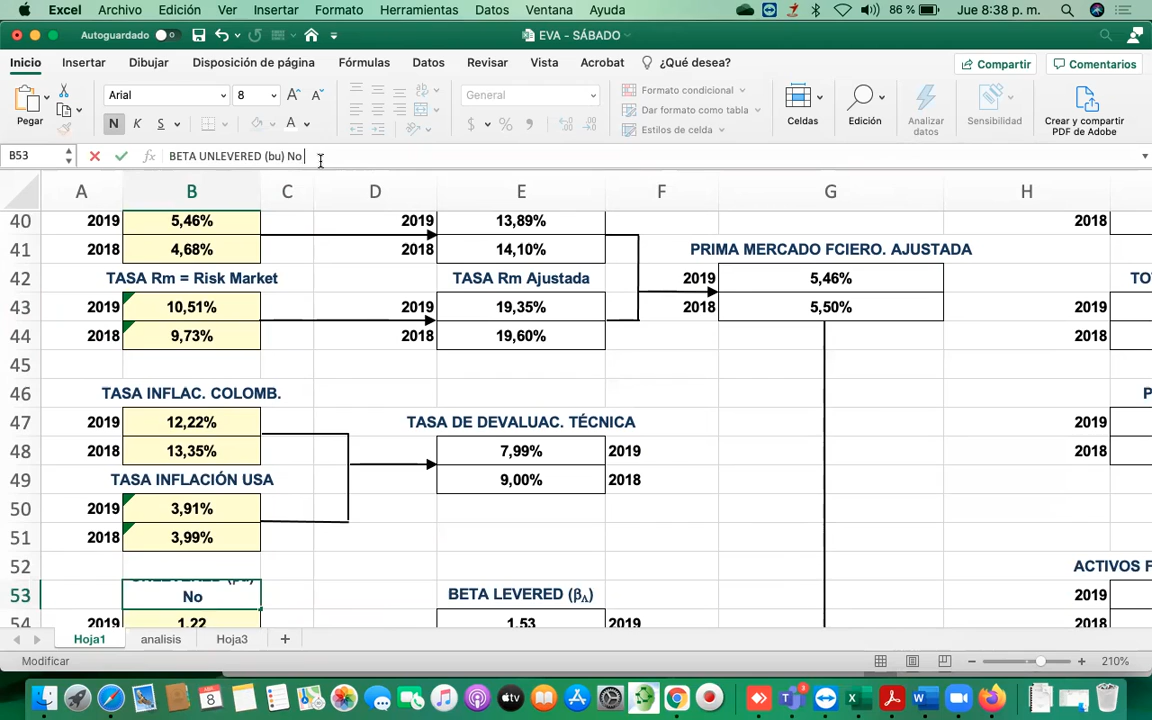 Excel Archivo Edición Ver Insertar Formato Herramientas Datos Ventana Ayuda 86 % Jue 8:38 p. m.
Autoguardado EVA - SÁBADO
Inicio Insertar Dibujar Disposición de página Fórmulas Datos Revisar Vista Acrobat ¿Qué desea? Compartir Comentarios
Arial 8 General Formato condicional
Dar formato como tabla
Pegar N K S $ % Estilos de celda Celdas Edición Analizar datos Sensibilidad Crear y compartir PDF de Adobe
B53 fx BETA UNLEVERED (bu) No
A B C D E F G H
40 2019 5,46% 2019 13,89% 2019
41 2018 4,68% 2018 14,10% PRIMA MERCADO FCIERO. AJUSTADA 2018
42 TASA Rm = Risk Market TASA Rm Ajustada 2019 5,46% TO
43 2019 10,51% 2019 19,35% 2018 5,50% 2019
44 2018 9,73% 2018 19,60% 2018
45
46 TASA INFLAC. COLOMB. P
47 2019 12,22% TASA DE DEVALUAC. TÉCNICA 2019
48 2018 13,35% 7,99% 2019 2018
49 TASA INFLACIÓN USA 9,00% 2018
50 2019 3,91%
51 2018 3,99%
52 ACTIVOS F
53 No BETA LEVERED (β 2019
54 2019 1,22 1,53 2019
Hoja1 analisis Hoja3
Modificar 210%